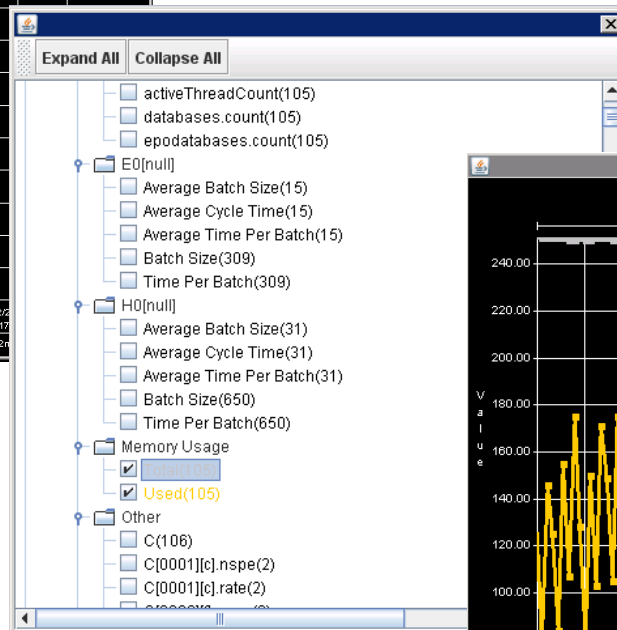 Expand All Collapse All
activeThreadCount(105)
databases.count(105)
epodatabases.count(105)
E0[null]
Average Batch Size(15)
Average Cycle Time(15)
Average Time Per Batch(15)
Batch Size(309)
Time Per Batch(309)
H0[null]
Average Batch Size(31)
Average Cycle Time(31)
Average Time Per Batch(31)
Batch Size(650)
Time Per Batch(650)
Memory Usage
Total(105)
Used(105)
Other
C(106)
C[0001][c].nspe(2)
C[0001][c].rate(2)
240.00
220.00
200.00
180.00
160.00
140.00
120.00
100.00
Value